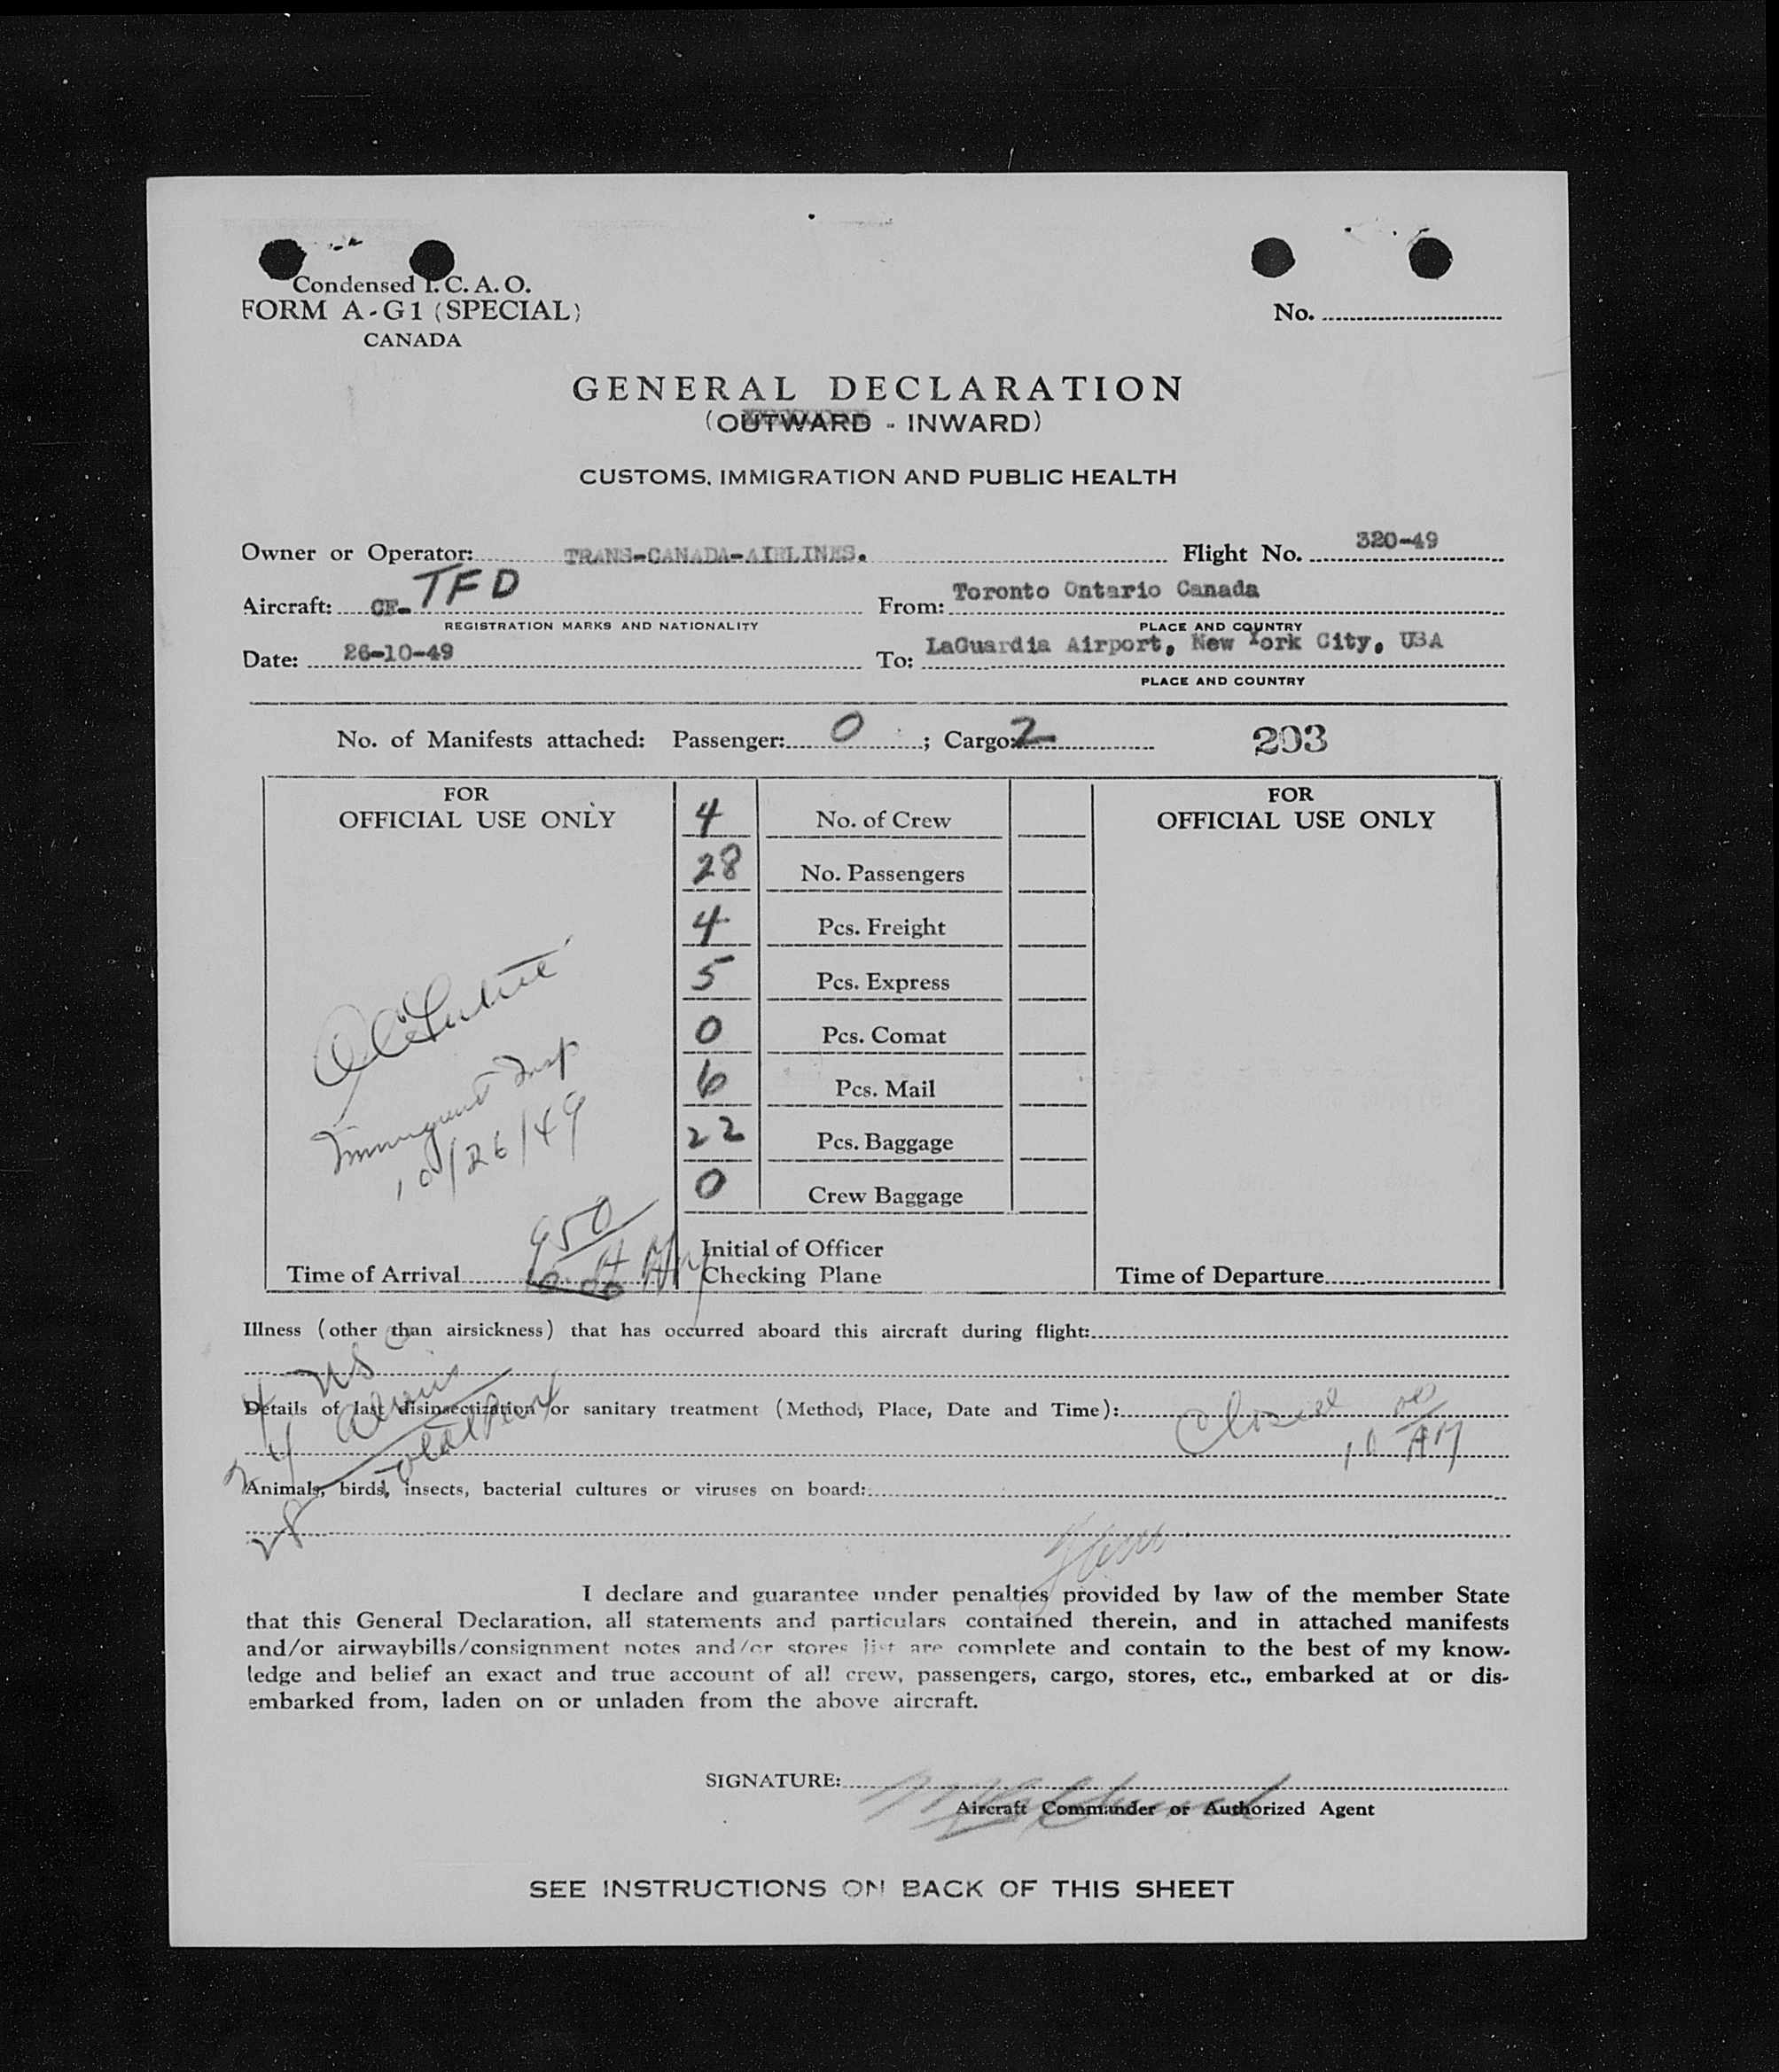 Condensed I. C. A. O.
FORM A-G1 (SPECIAL)
CANADA
No.
GENERAL DECLARATION
(OUTWARD - INWARD)
CUSTOMS, IMMIGRATION AND PUBLIC HEALTH
Owner or Operator: TRANS-CANADA-AIRLINES. Flight No. 320-49
Aircraft: CF- TFD From: Toronto Ontario Canada
REGISTRATION MARKS AND NATIONALITY PLACE AND COUNTRY
Date: 26-10-49 To: LaGuardia Airport, New York City, USA
PLACE AND COUNTRY
No. of Manifests attached: Passenger: 0 ; Cargo: 2 203
FOR
OFFICIAL USE ONLY
4 No. of Crew
28 No. Passengers
4 Pcs. Freight
5 Pcs. Express
0 Pcs. Comat
6 Pcs. Mail
22 Pcs. Baggage
0 Crew Baggage
Immigrant Insp
10/26/49
950
Time of Arrival
Initial of Officer
Checking Plane
FOR
OFFICIAL USE ONLY
Time of Departure
Illness (other than airsickness) that has occurred aboard this aircraft during flight:
4 USC
Details of last disinsectization or sanitary treatment (Method, Place, Date and Time): Closed 10 00 AM
24 aliens
Animals, birds, insects, bacterial cultures or viruses on board:
28
I declare and guarantee under penalties provided by law of the member State
that this General Declaration, all statements and particulars contained therein, and in attached manifests
and/or airwaybills/consignment notes and/or stores list are complete and contain to the best of my know-
ledge and belief an exact and true account of all crew, passengers, cargo, stores, etc., embarked at or dis-
embarked from, laden on or unladen from the above aircraft.
SIGNATURE:
Aircraft Commander or Authorized Agent
SEE INSTRUCTIONS ON BACK OF THIS SHEET